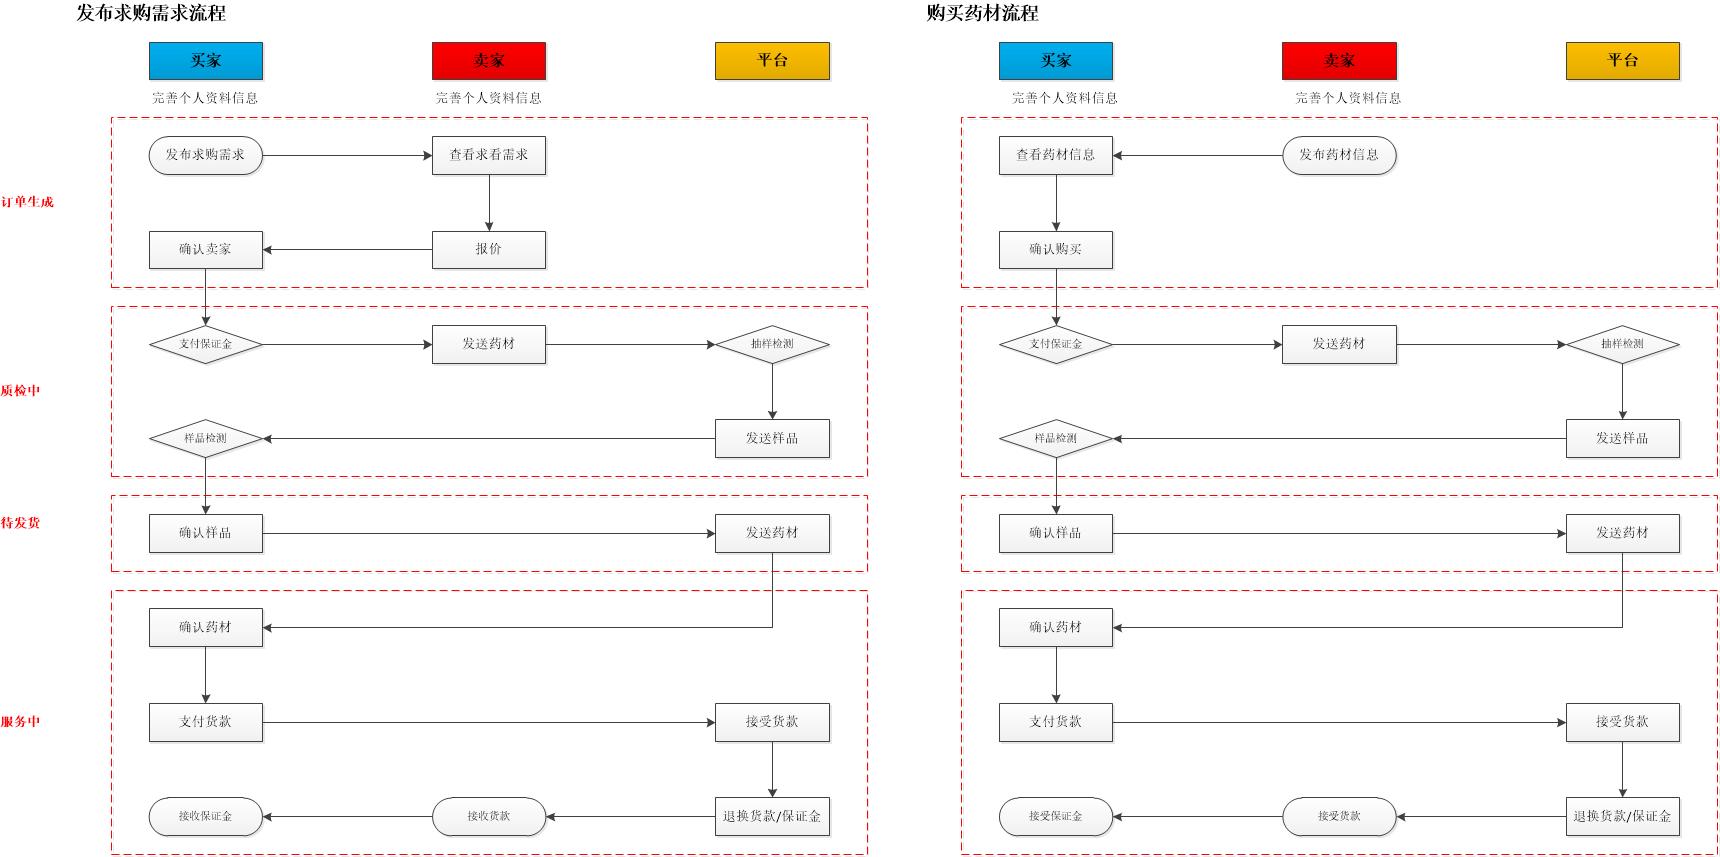 发布求购需求流程
购买药材流程
买家
卖家
平台
买家
卖家
平台
完善个人资料信息
完善个人资料信息
完善个人资料信息
完善个人资料信息
发布求购需求
查看求看需求
查看药材信息
发布药材信息
订单生成
确认卖家
报价
确认购买
支付保证金
发送药材
抽样检测
支付保证金
发送药材
抽样检测
质检中
样品检测
发送样品
样品检测
发送样品
待发货
确认样品
发送药材
确认样品
发送药材
确认药材
确认药材
服务中
支付货款
接受货款
支付货款
接受货款
接收保证金
接收货款
退换货款/保证金
接受保证金
接受货款
退换货款/保证金